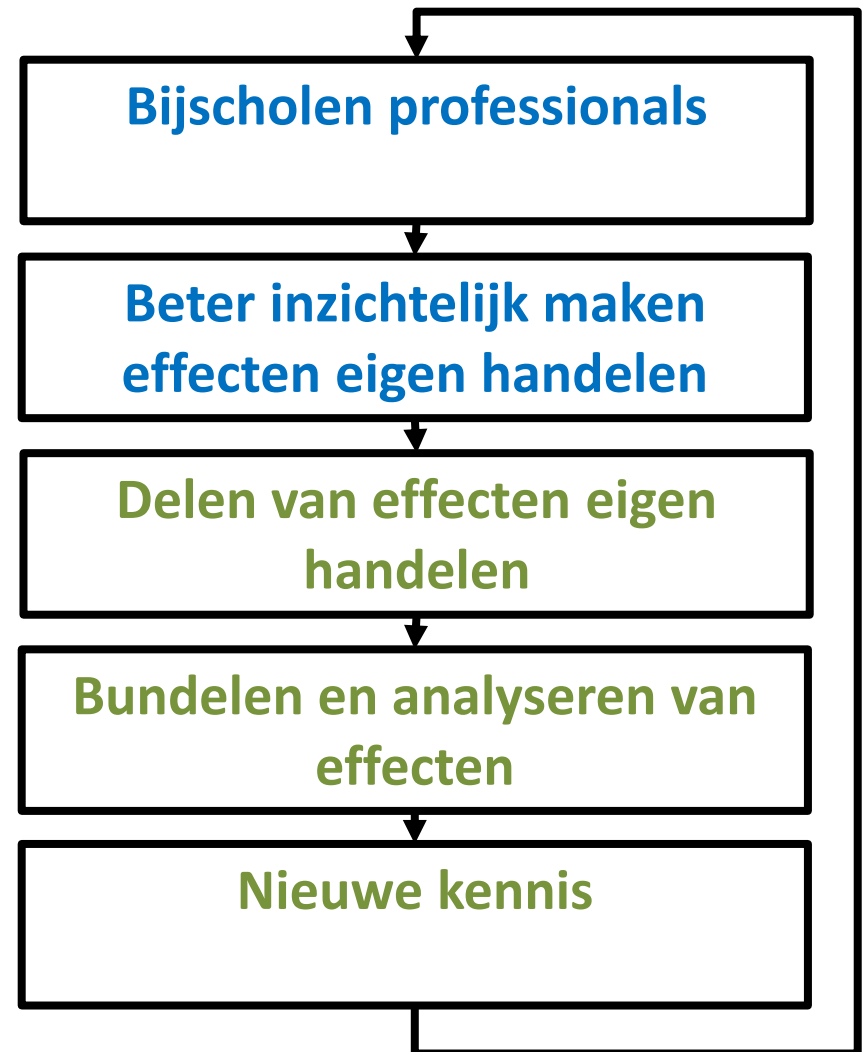 Bijscholen professionals
Beter inzichtelijk maken
effecten eigen handelen
Delen van effecten eigen
handelen
Bundelen en analyseren van
effecten
Nieuwe kennis